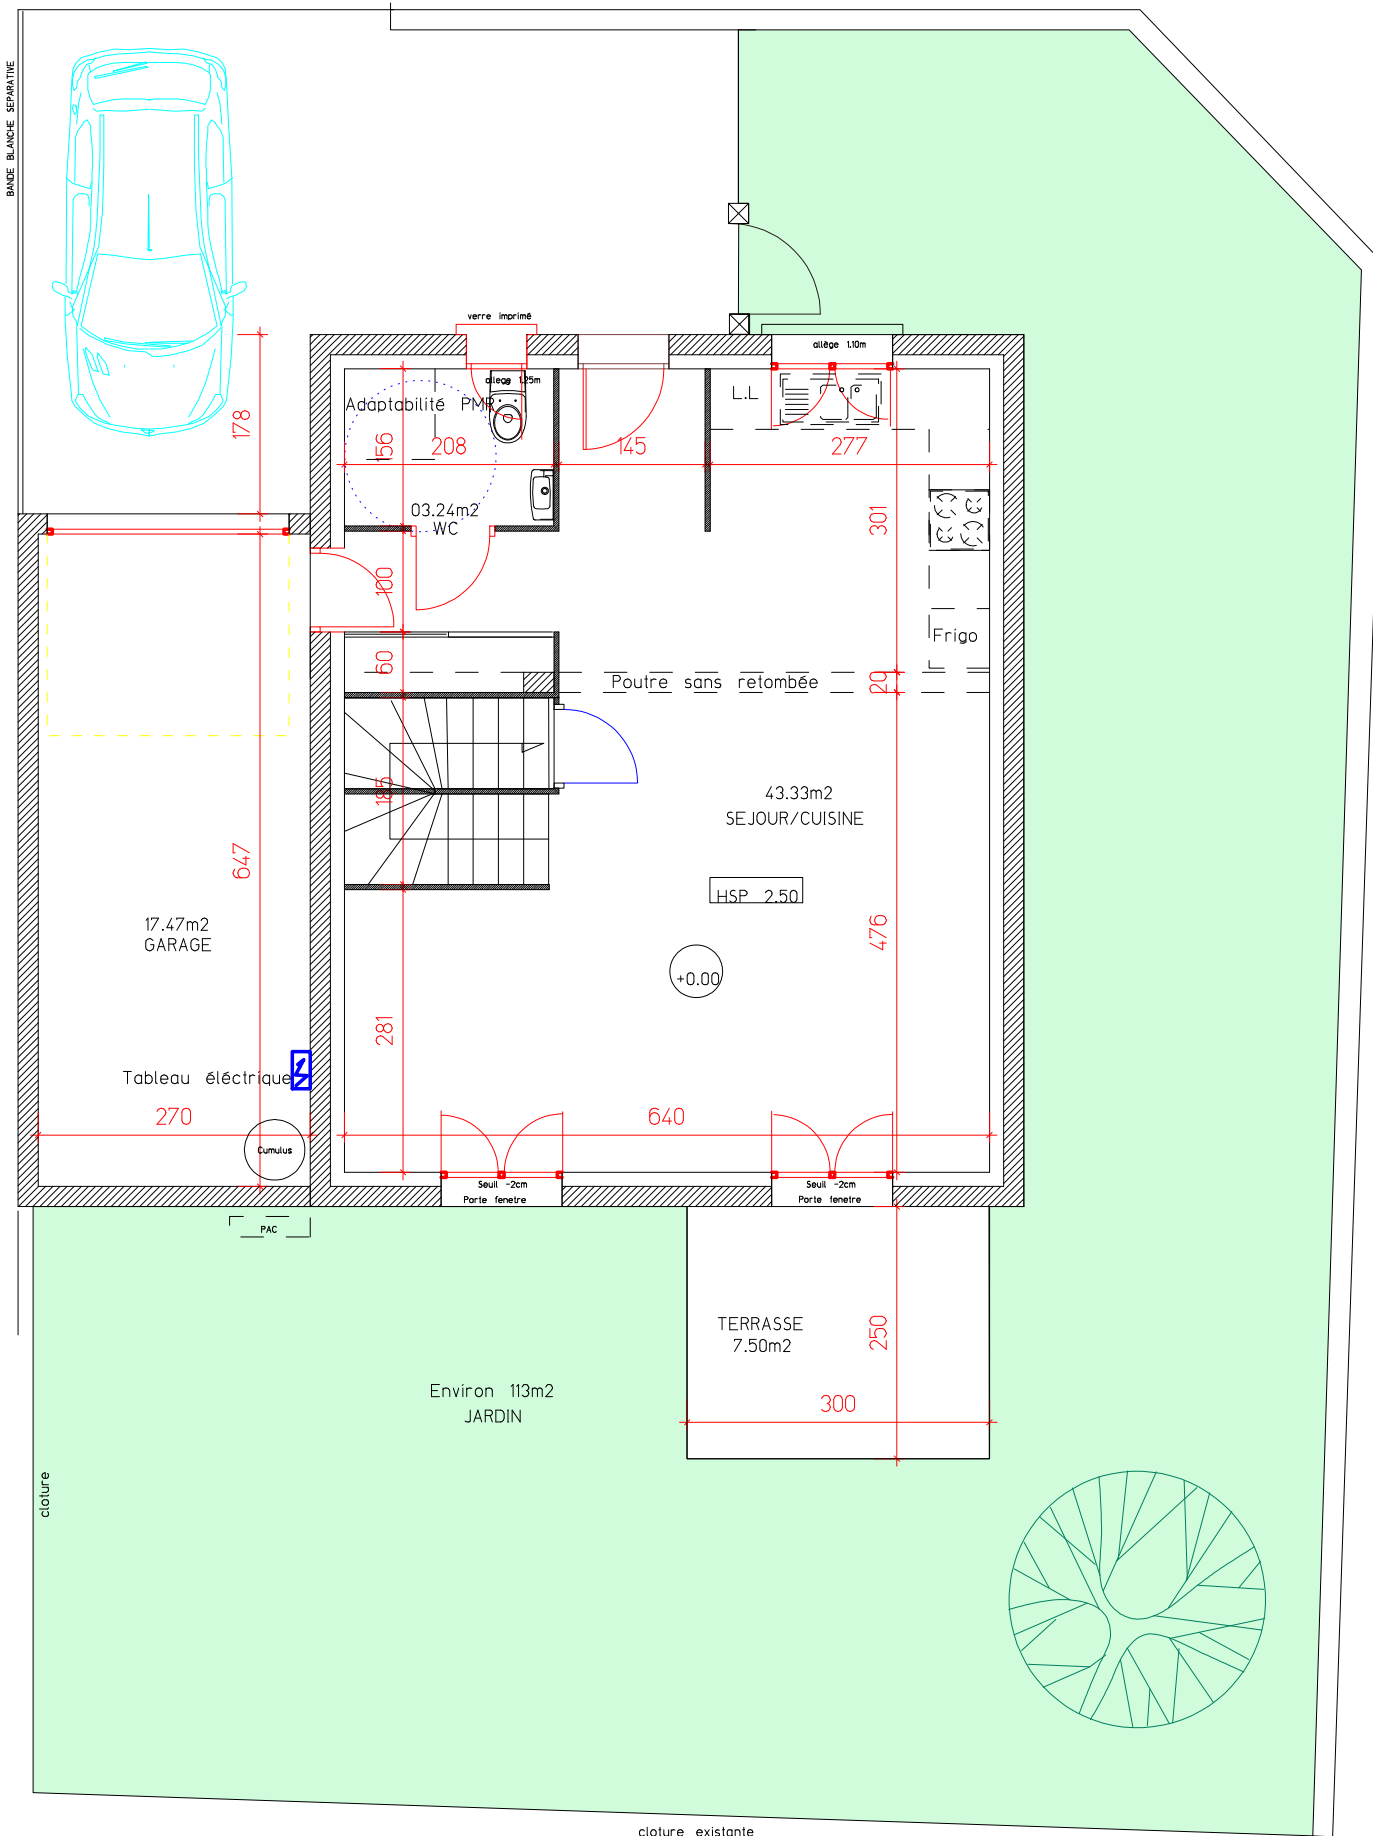 BANDE BLANCHE SEPARATIVE
verre imprimé
allège 1.10m
allege 1.25m
Adaptabilité PMR
L.L
178
156
208
145
277
03.24m2
WC
301
100
Frigo
60
Poutre sans retombée
20
185
43.33m2
SEJOUR/CUISINE
647
HSP 2.50
17.47m2
GARAGE
476
+0.00
281
Tableau éléctrique
270
640
Cumulus
Seuil -2cm
Porte fenetre
Seuil -2cm
Porte fenetre
PAC
TERRASSE
7.50m2
250
Environ 113m2
JARDIN
300
cloture
cloture existante